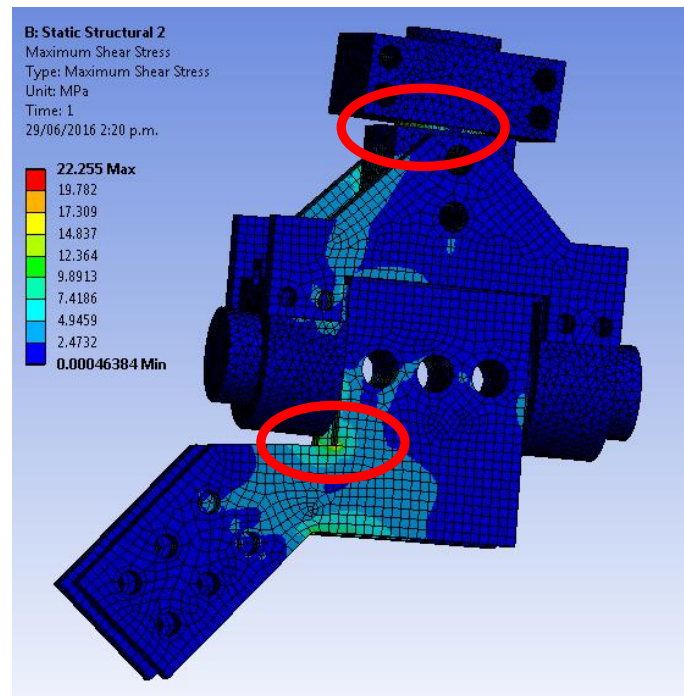 B: Static Structural 2
Maximum Shear Stress
Type: Maximum Shear Stress
Unit: MPa
Time: 1
29/06/2016 2:20 p.m.
22.255 Max
19.782
17.309
14.837
12.364
9.8913
7.4186
4.9459
2.4732
0.00046384 Min